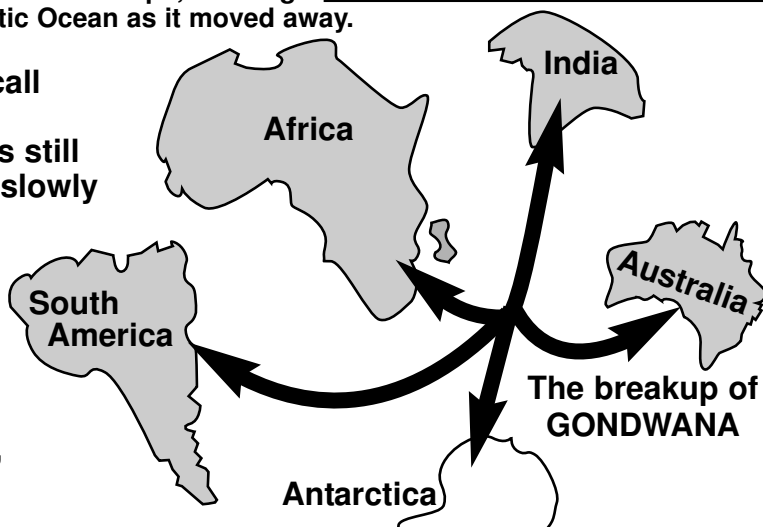 tic Ocean as it moved away.
call
s still
slowly
India
Africa
Australia
South
America
The breakup of
GONDWANA
Antarctica